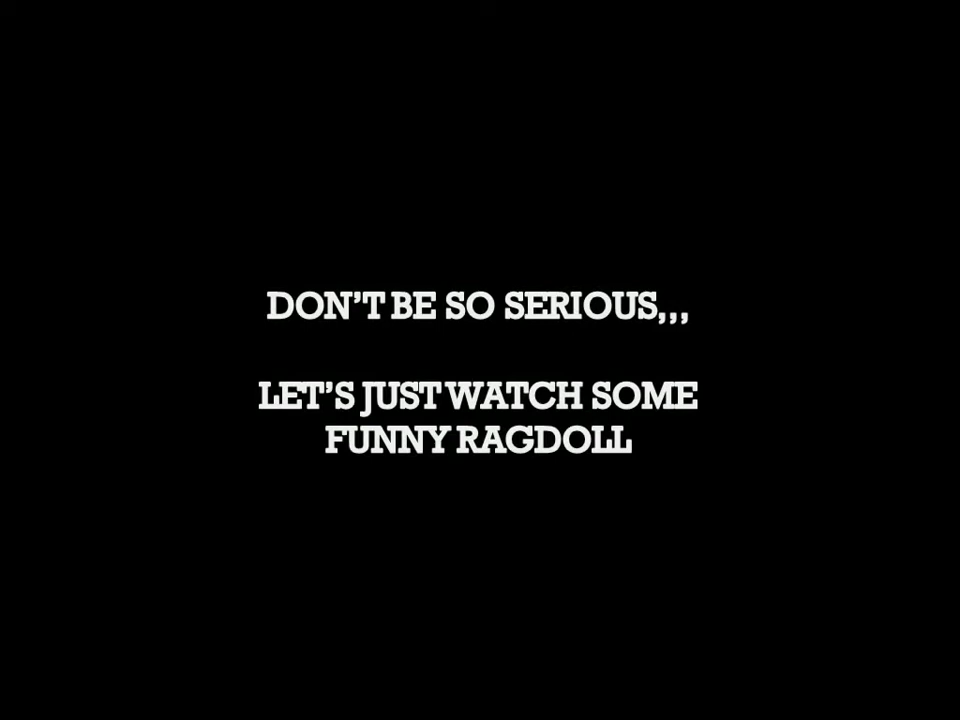 DON’T BE SO SERIOUS,,,
LET’S JUST WATCH SOME
FUNNY RAGDOLL